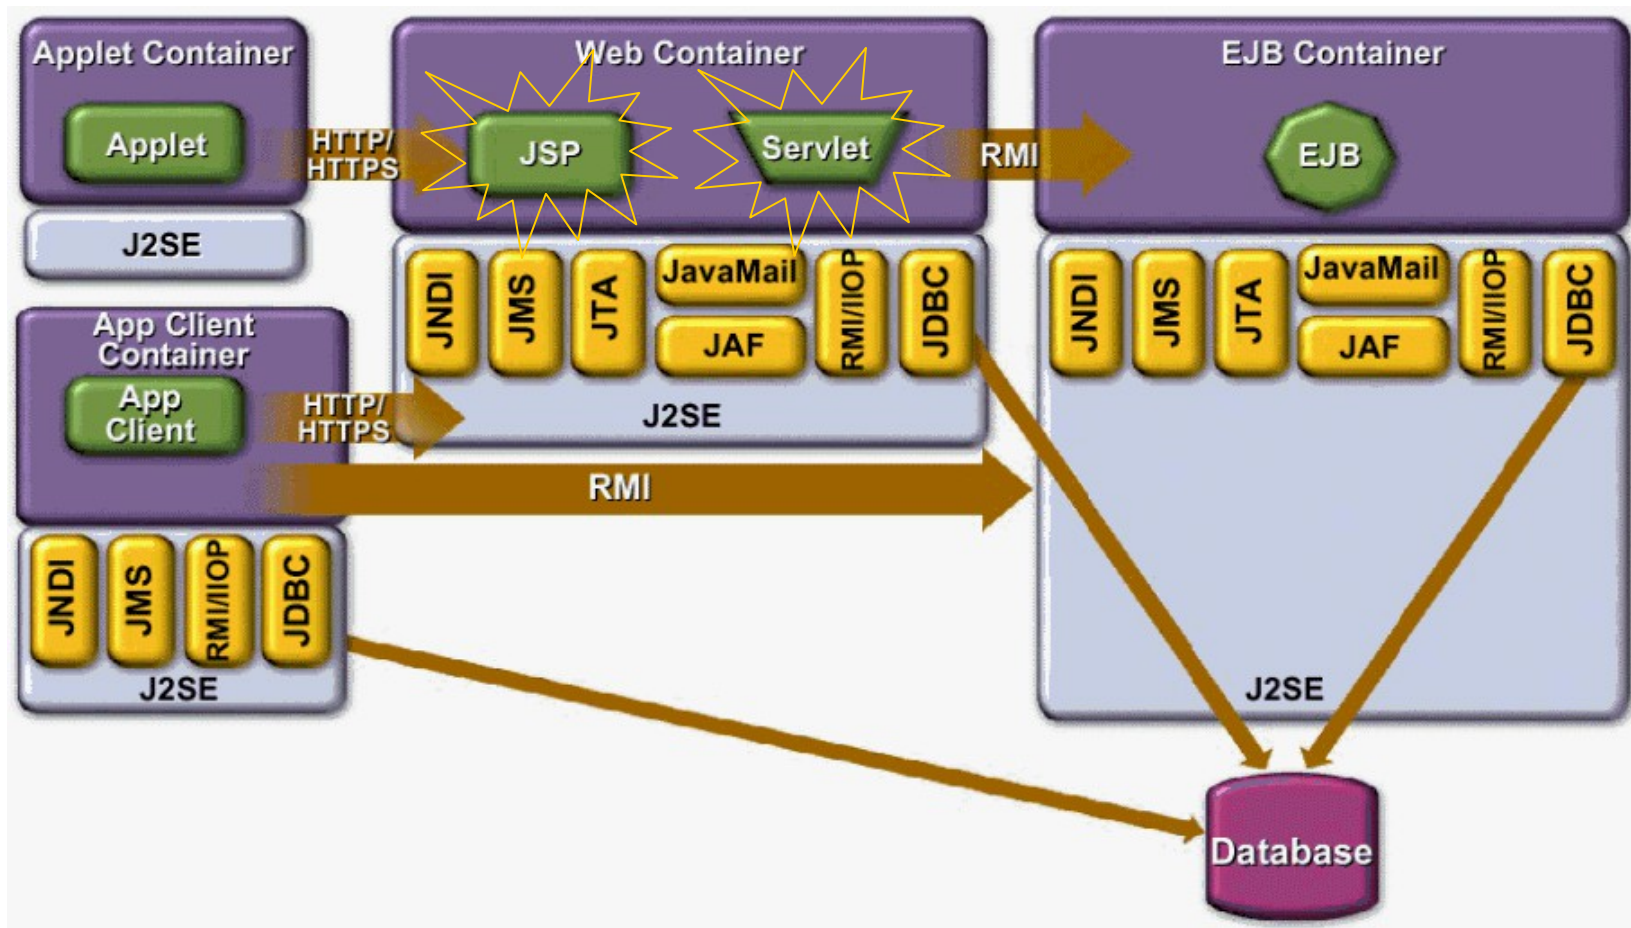 Applet Container
Applet
J2SE
HTTP/
HTTPS
Web Container
JSP
Servlet
JNDI
JMS
JTA
JavaMail
JAF
RMI/IIOP
JDBC
J2SE
RMI
EJB Container
EJB
JNDI
JMS
JTA
JavaMail
JAF
RMI/IIOP
JDBC
J2SE
App Client
Container
App
Client
HTTP/
HTTPS
RMI
JNDI
JMS
RMI/IIOP
JDBC
J2SE
Database